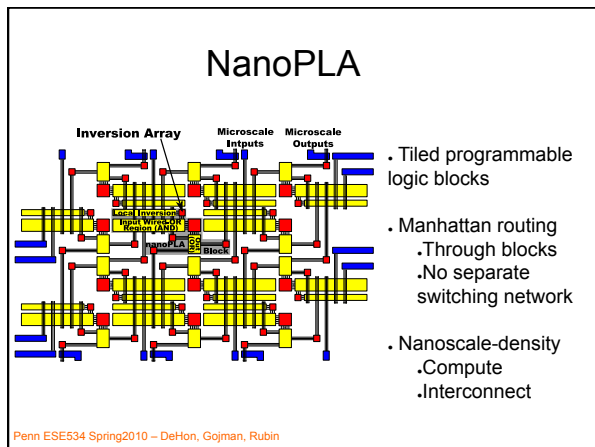 NanoPLA
Inversion Array
Microscale
Intputs
Microscale
Outputs
Local Inversion
Input Wired-OR
Region (AND)
nanoPLA
Block
. Tiled programmable
logic blocks
. Manhattan routing
.Through blocks
.No separate
switching network
. Nanoscale-density
.Compute
.Interconnect
Penn ESE534 Spring2010 – DeHon, Gojman, Rubin